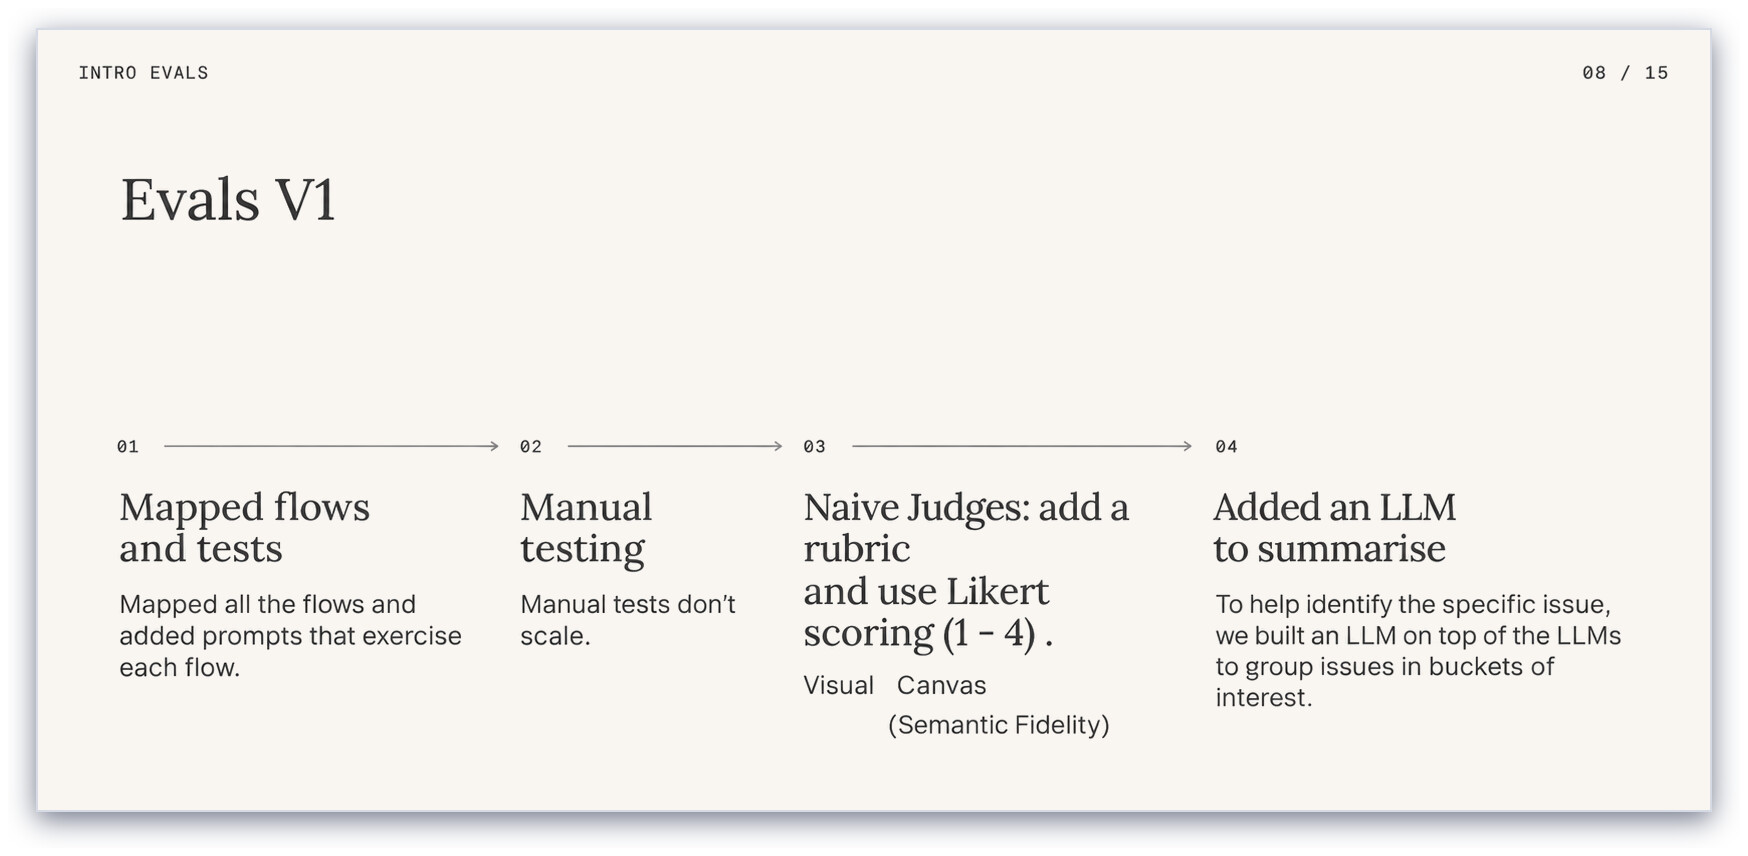 INTRO EVALS
08 / 15
Evals V1
01
Mapped flows
and tests
Mapped all the flows and
added prompts that exercise
each flow.
02
Manual
testing
Manual tests don’t
scale.
03
Naive Judges: add a
rubric
and use Likert
scoring (1 - 4) .
Visual Canvas
(Semantic Fidelity)
04
Added an LLM
to summarise
To help identify the specific issue,
we built an LLM on top of the LLMs
to group issues in buckets of
interest.